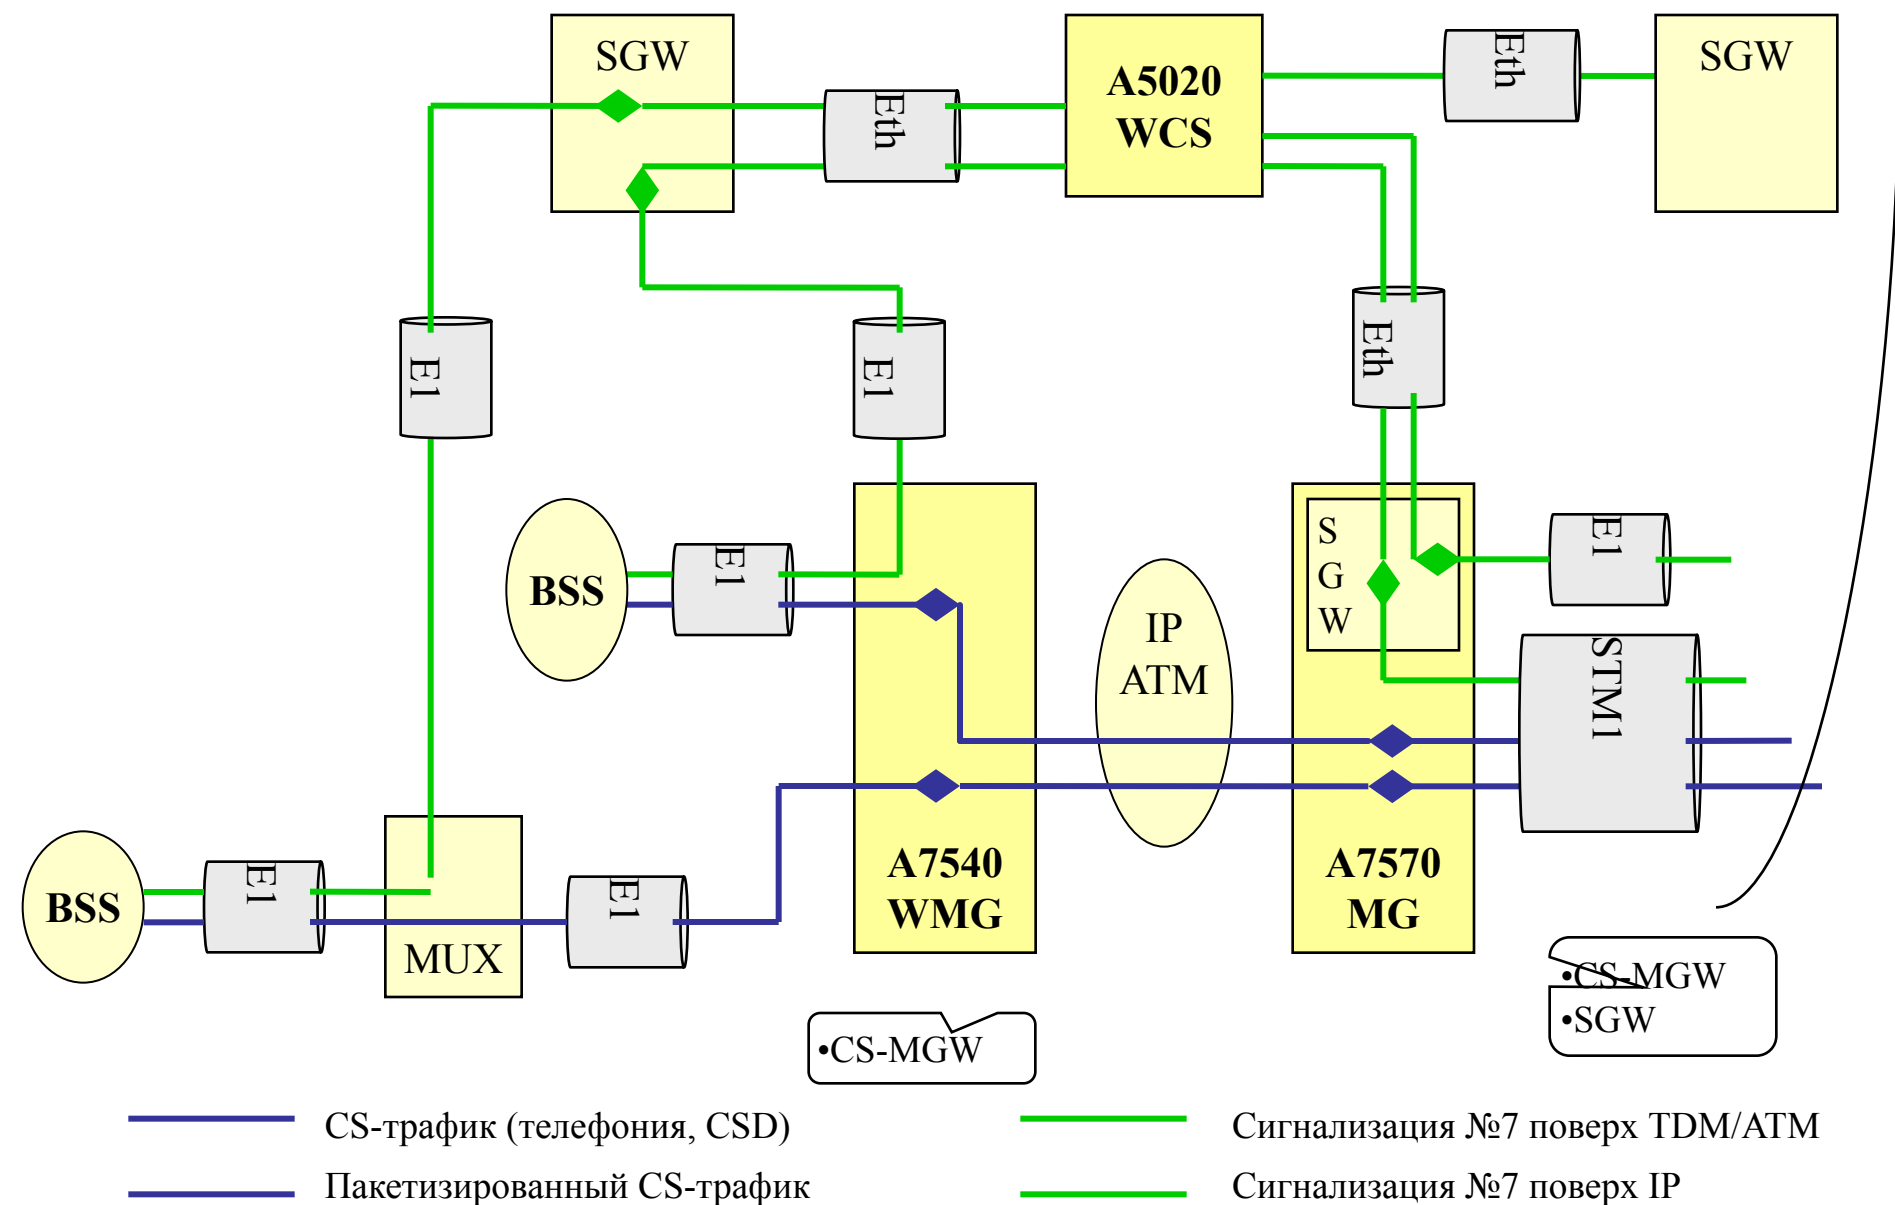 SGW
A5020
WCS
SGW
Eth
Eth
Eth
E1
E1
BSS
E1
S
G
W
E1
IP
ATM
STM1
A7540
WMG
A7570
MG
BSS
E1
MUX
E1
•CS-MGW
•CS-MGW
•SGW
CS-трафик (телефония, CSD)
Сигнализация №7 поверх TDM/ATM
Пакетизированный CS-трафик
Сигнализация №7 поверх IP